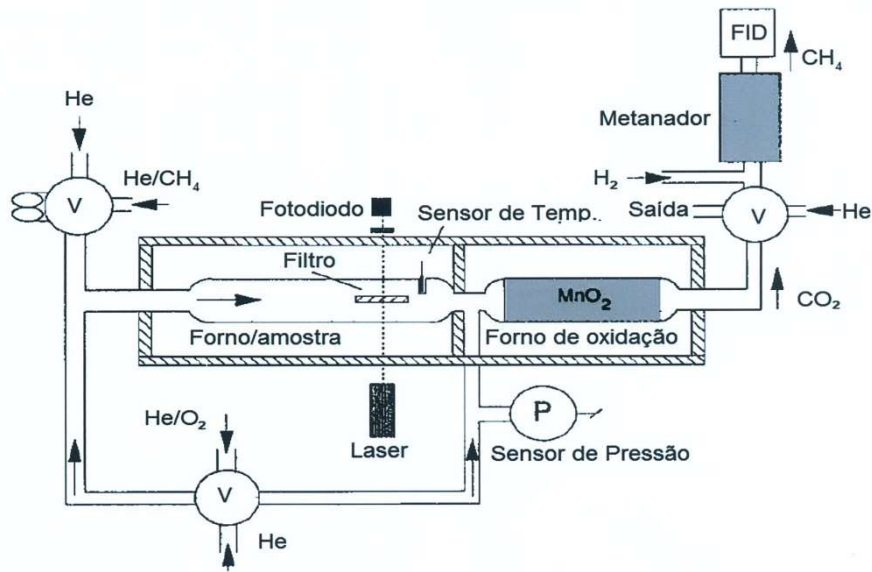 FID
CH₄
He
Metanador
He/CH₄
H₂
V
Fotodiodo
Sensor de Temp.
Saída
V
He
Filtro
MnO₂
CO₂
Forno/amostra
Forno de oxidação
He/O₂
P
Laser
Sensor de Pressão
V
He